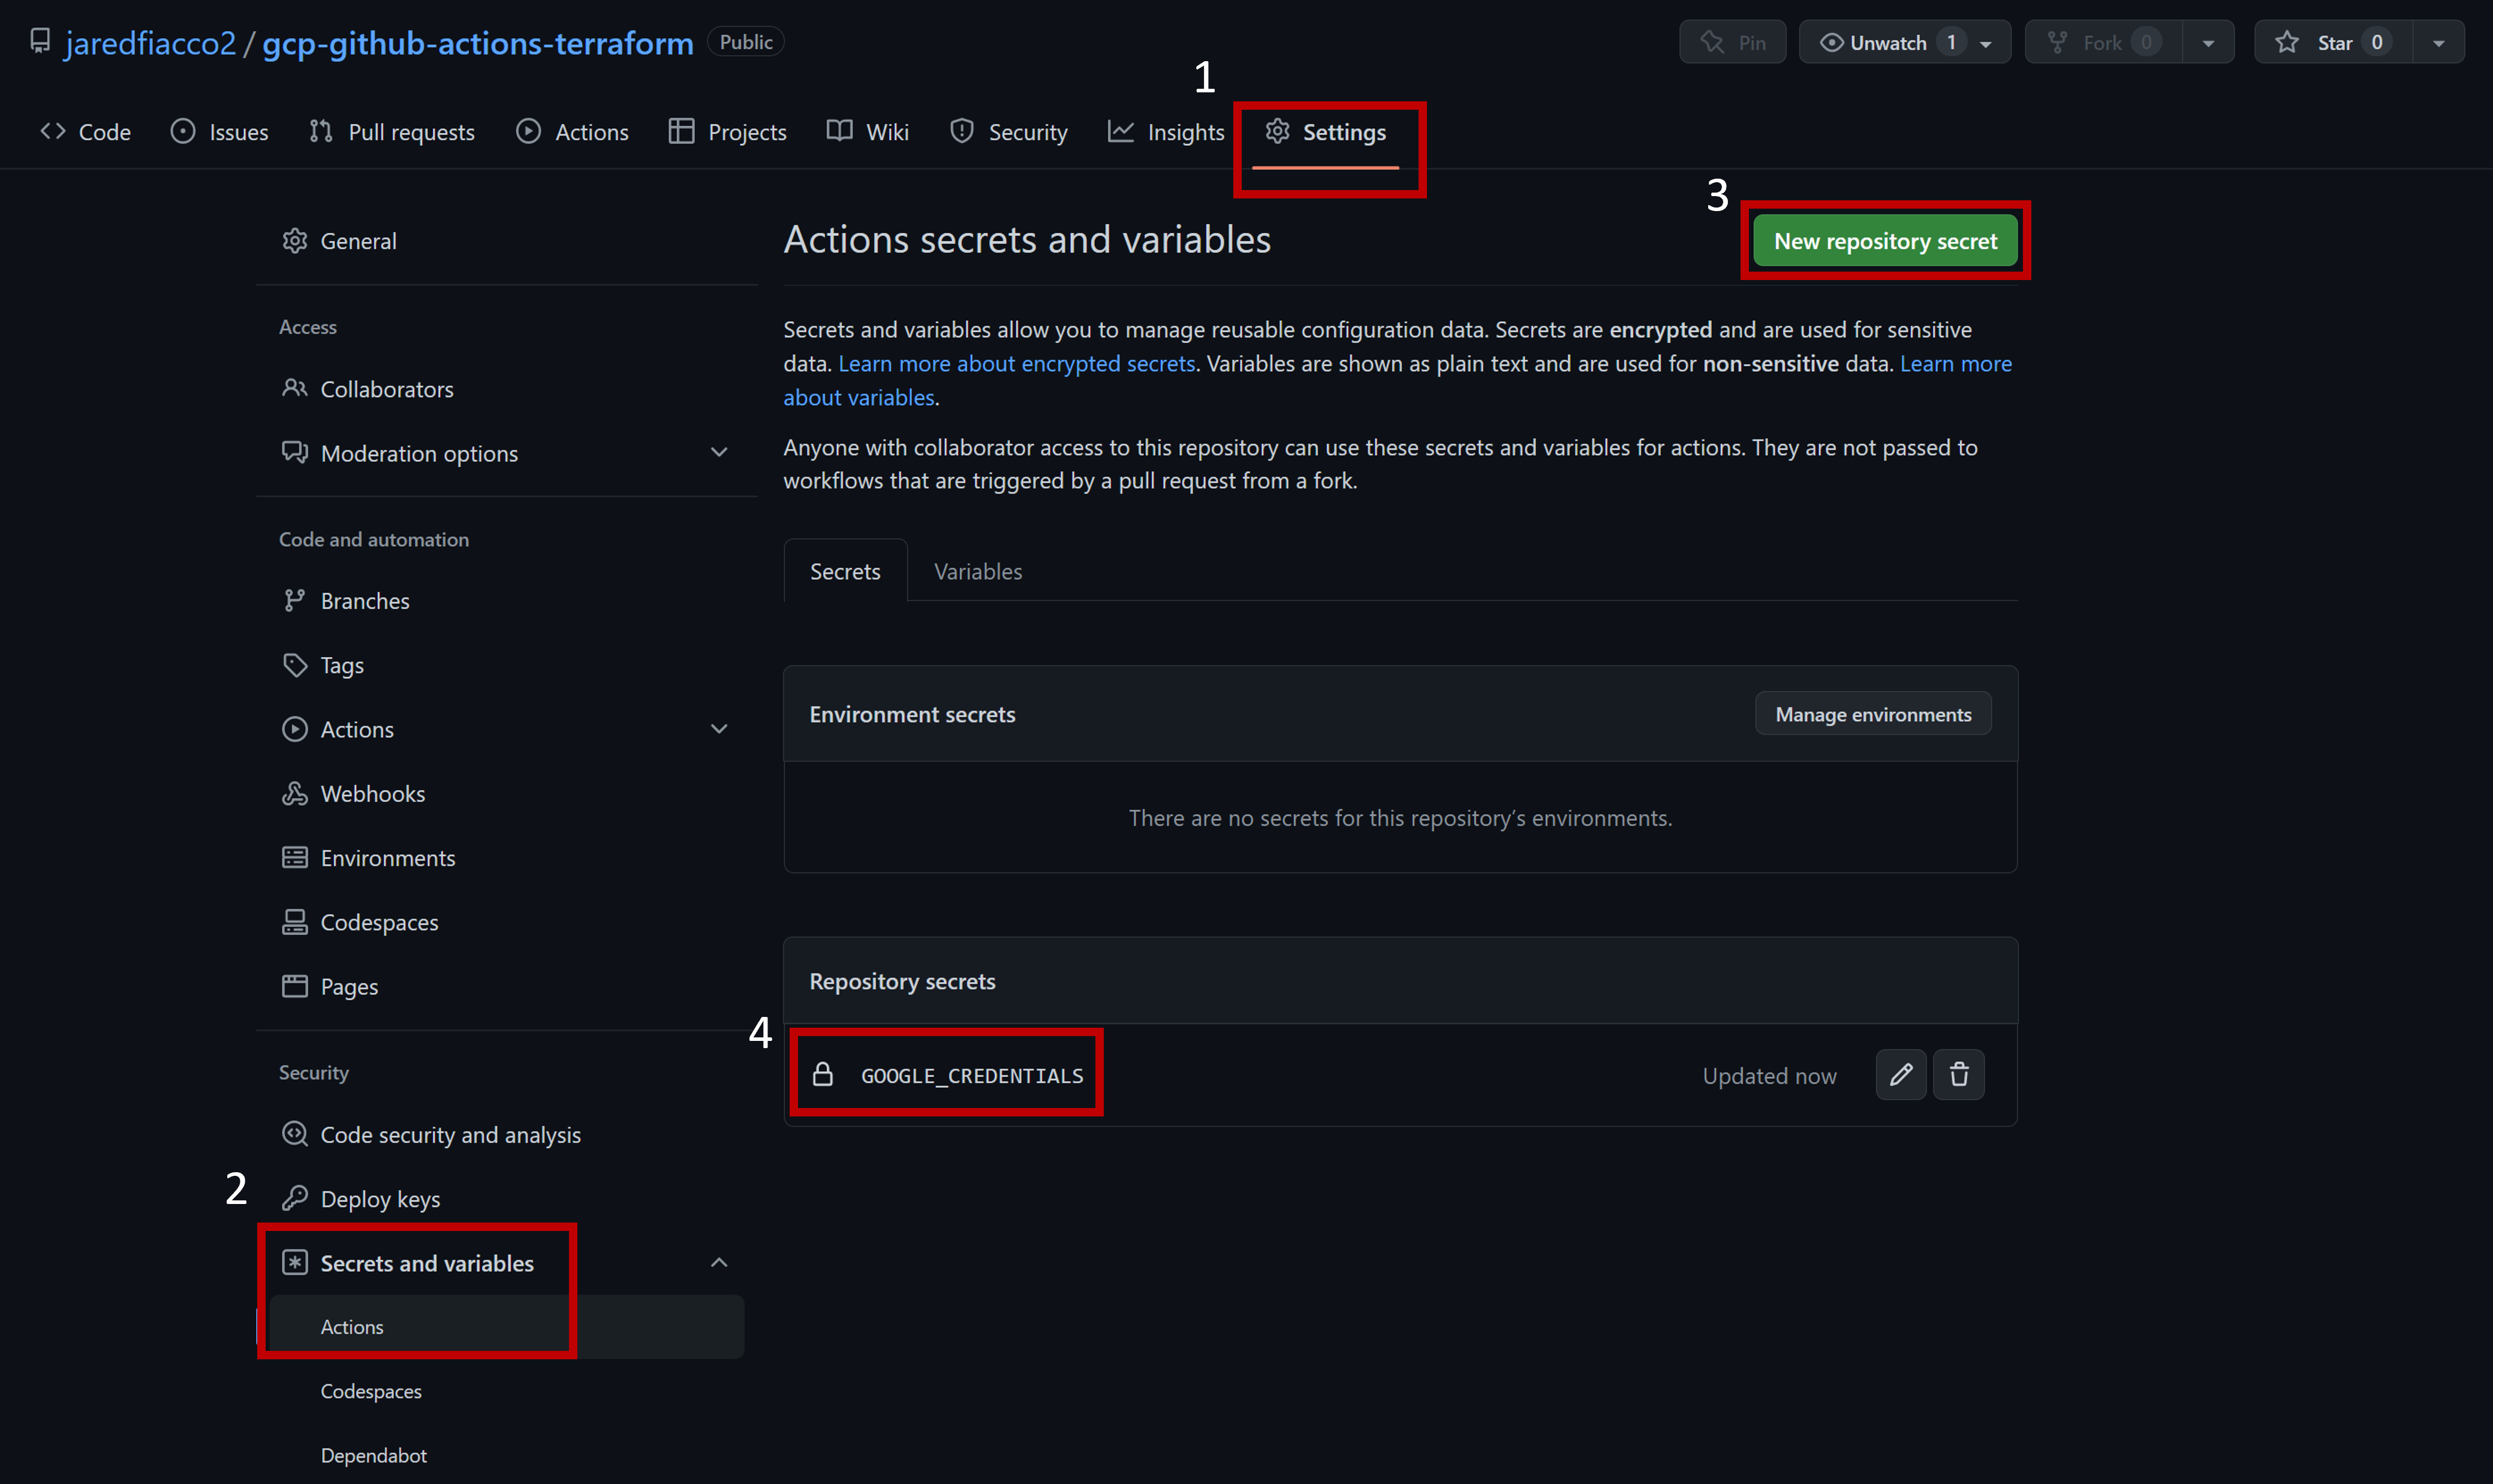 jaredfiacco2 / gcp-github-actions-terraform Public
Pin Unwatch 1 Fork 0 Star 0
1
Code Issues Pull requests Actions Projects Wiki Security Insights Settings
3
General
Access
Collaborators
Moderation options
Code and automation
Branches
Tags
Actions
Webhooks
Environments
Codespaces
Pages
Security
Code security and analysis
2
Deploy keys
Secrets and variables
Actions
Codespaces
Dependabot
Actions secrets and variables
New repository secret
Secrets and variables allow you to manage reusable configuration data. Secrets are encrypted and are used for sensitive
data. Learn more about encrypted secrets. Variables are shown as plain text and are used for non-sensitive data. Learn more
about variables.
Anyone with collaborator access to this repository can use these secrets and variables for actions. They are not passed to
workflows that are triggered by a pull request from a fork.
Secrets Variables
Environment secrets Manage environments
There are no secrets for this repository’s environments.
Repository secrets
4
GOOGLE_CREDENTIALS Updated now